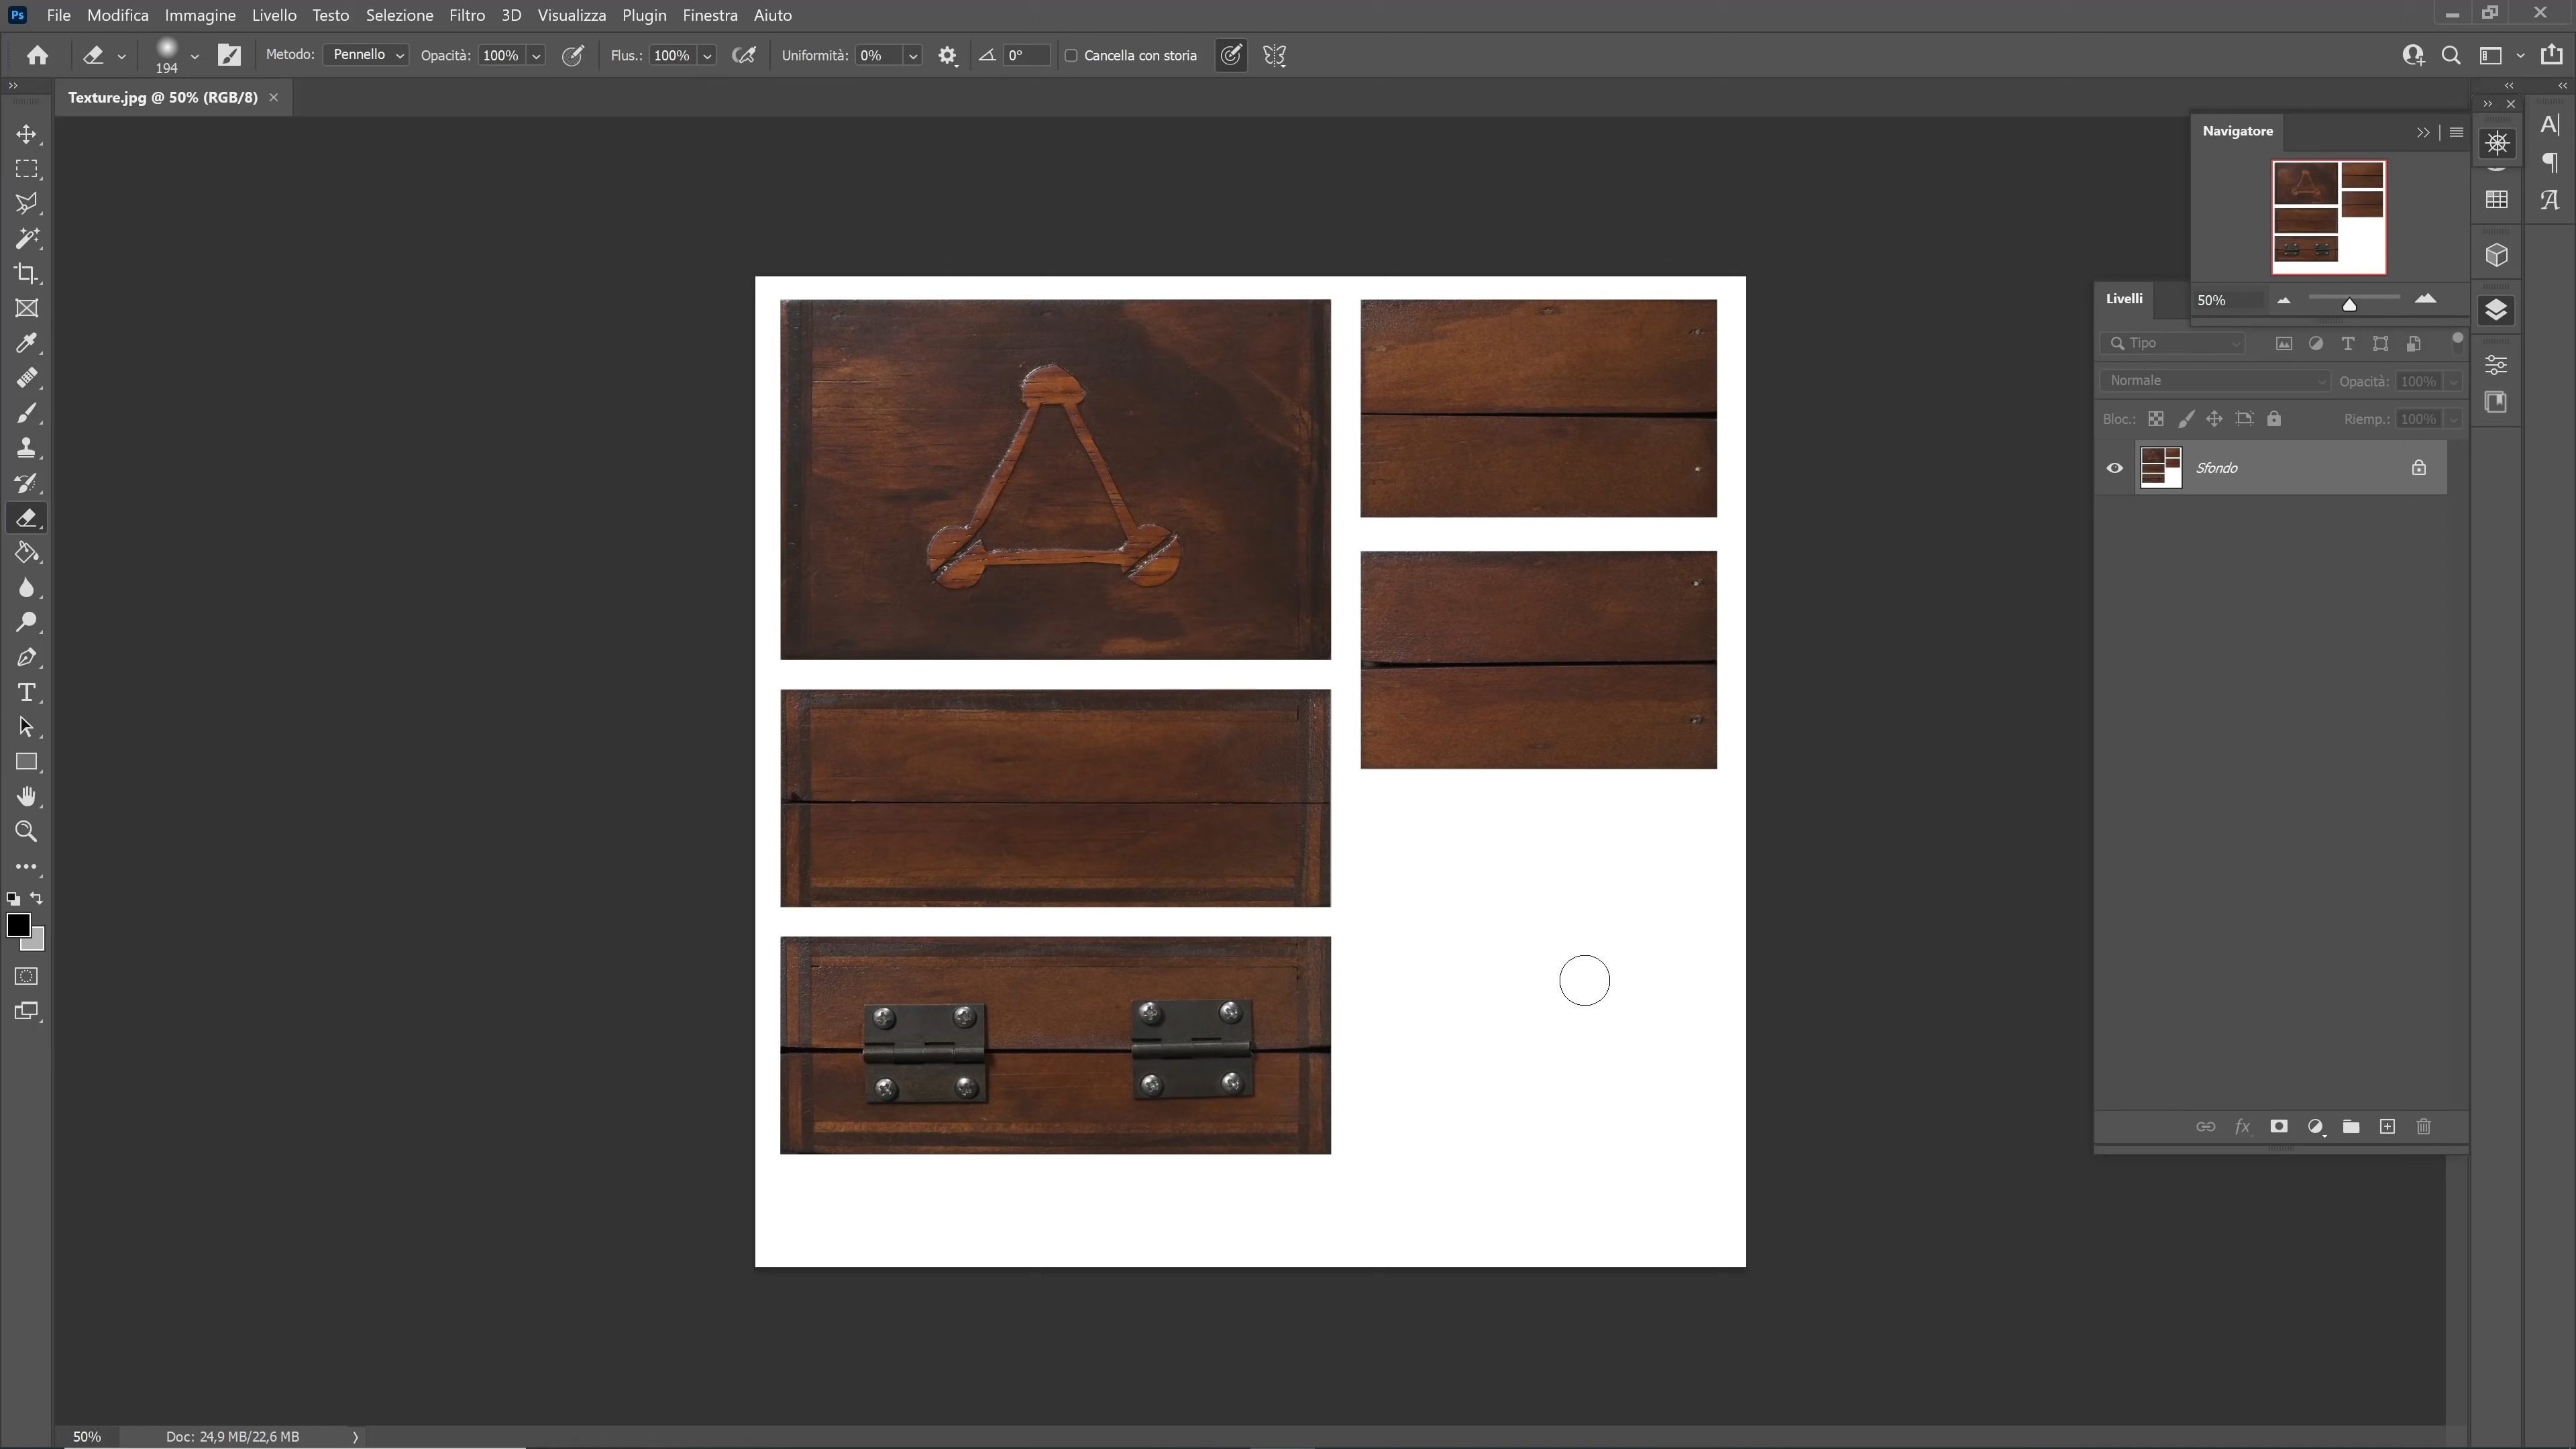 Ps File Modifica Immagine Livello Testo Selezione Filtro 3D Visualizza Plugin Finestra Aiuto
194 Metodo: Pennello Opacità: 100% Flus.: 100% Uniformità: 0% 0° Cancella con storia
Texture.jpg @ 50% (RGB/8)
Navigatore
50%
Livelli
Tipo
Normale Opacità: 100%
Bloc.: Riemp.: 100%
Sfondo
fx
50% Doc: 24,9 MB/22,6 MB